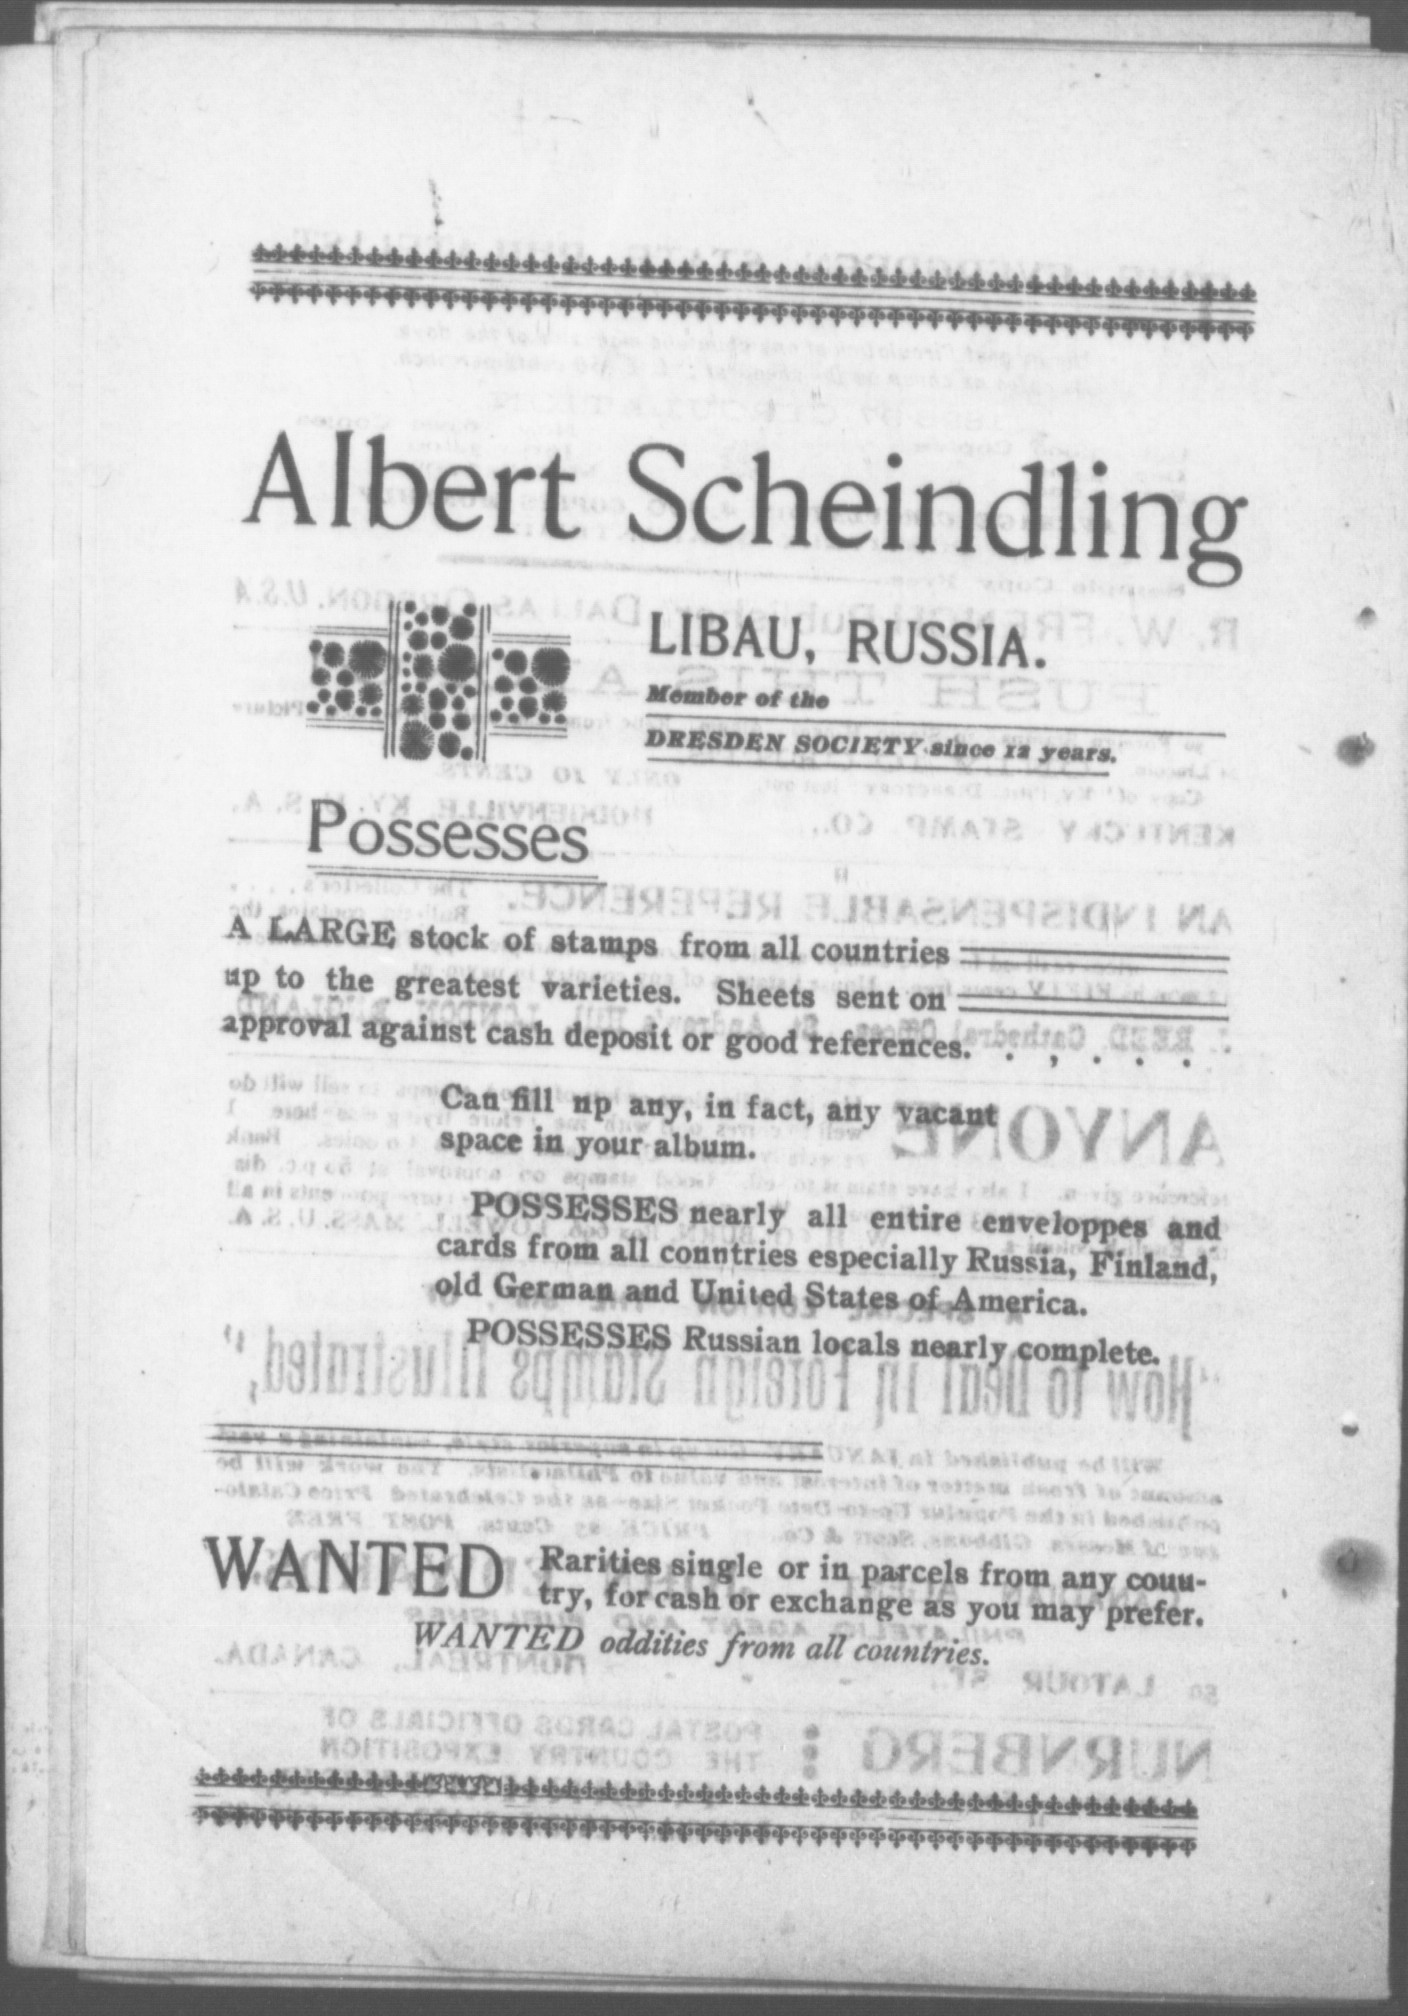 Albert Scheindling
LIBAU, RUSSIA.
Member of the
DRESDEN SOCIETY since 12 years.
Possesses
A LARGE stock of stamps from all countries
up to the greatest varieties. Sheets sent on
approval against cash deposit or good references. . , . . .
Can fill np any, in fact, any vacant
space in your album.
POSSESSES nearly all entire enveloppes and
cards from all conntries especially Russia, Finland,
old German and United States of America.
POSSESSES Russian locals nearly complete.
WANTED Rarities single or in parcels from any couu-
try, for cash or exchange as you may prefer.
WANTED oddities from all countries.